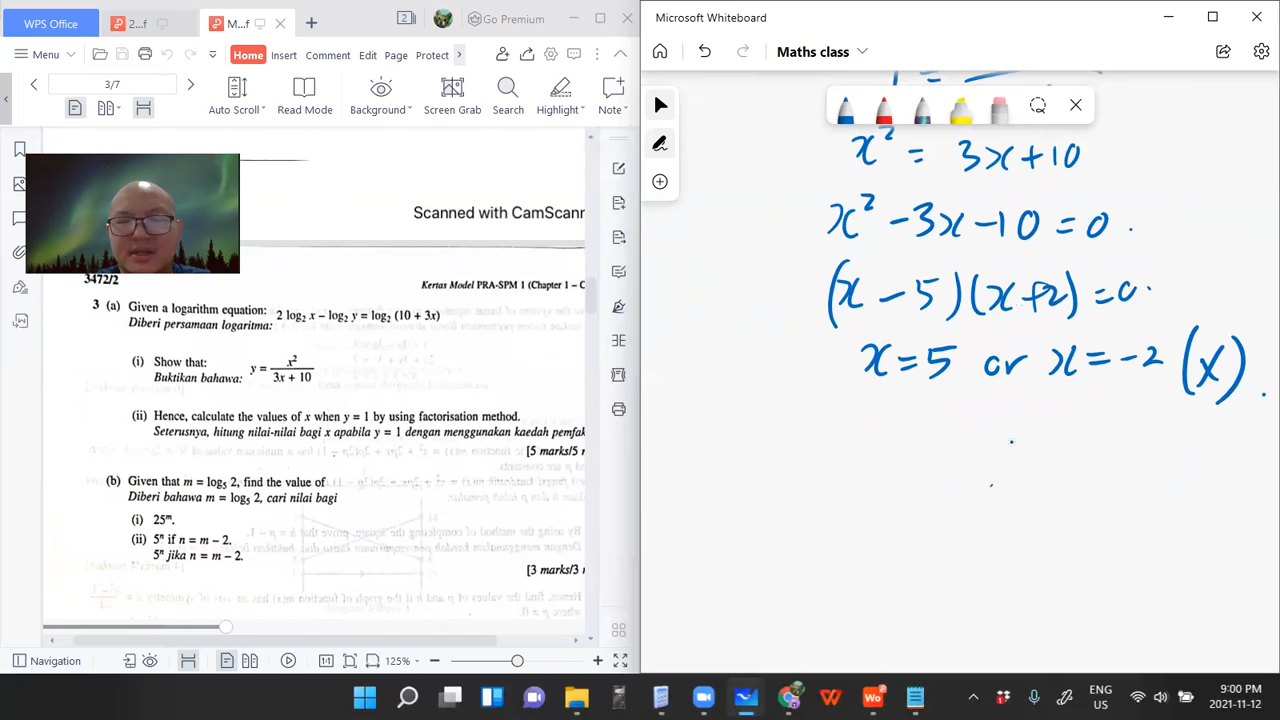 WPS Office
2...f
M...f
2
Go Premium
Menu
Home Insert Comment Edit Page Protect
3/7
Auto Scroll Read Mode Background Screen Grab Search Highlight Note
Scanned with CamScann
3472/2
Kertas Model PRA-SPM 1 (Chapter 1 – C
3 (a) Given a logarithm equation: 2 log₂ x – log₂ y = log₂ (10 + 3x)
Diberi persamaan logaritma:
(i) Show that: y = x² / 3x + 10
Buktikan bahawa:
(ii) Hence, calculate the values of x when y = 1 by using factorisation method.
Seterusnya, hitung nilai-nilai bagi x apabila y = 1 dengan menggunakan kaedah pemfak
[5 marks/5 m
(b) Given that m = log₅ 2, find the value of
Diberi bahawa m = log₅ 2, cari nilai bagi
(i) 25ᵐ.
(ii) 5ⁿ if n = m – 2.
5ⁿ jika n = m – 2.
[3 marks/3 m
Navigation
125%
Microsoft Whiteboard
Maths class
x² = 3x+10
x² -3x-10=0.
(x-5)(x+2)=0.
x=5 or x=-2 (X).
ENG
US
9:00 PM
2021-11-12